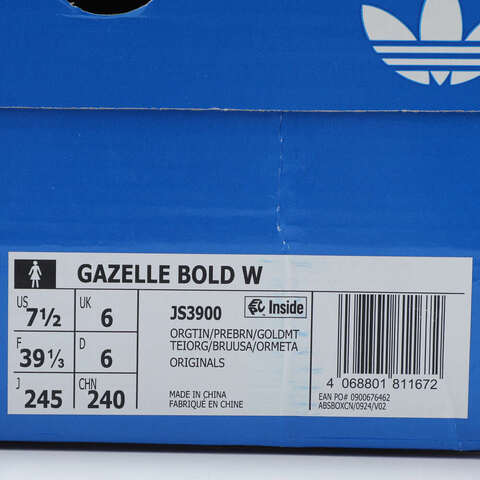 GAZELLE BOLD W
US 7½ UK 6
F 39⅓ D 6
J 245 CHN 240
JS3900 Inside
ORGTIN/PREBRN/GOLDMT
TEIORG/BRUUSA/ORMETA
ORIGINALS
MADE IN CHINA
FABRIQUÉ EN CHINE
4 068801 811672
EAN PO# 0900676462
ABSBOXCN/0924/V02